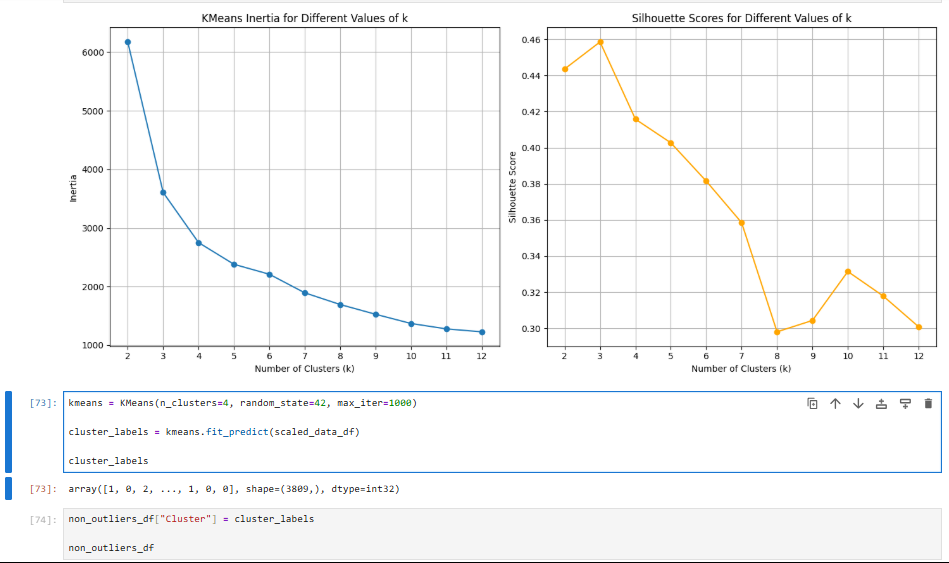 KMeans Inertia for Different Values of k
6000
5000
4000
3000
2000
1000
Inertia
2 3 4 5 6 7 8 9 10 11 12
Number of Clusters (k)
Silhouette Scores for Different Values of k
0.46
0.44
0.42
0.40
0.38
0.36
0.34
0.32
0.30
Silhouette Score
2 3 4 5 6 7 8 9 10 11 12
Number of Clusters (k)
[73]: kmeans = KMeans(n_clusters=4, random_state=42, max_iter=1000)
cluster_labels = kmeans.fit_predict(scaled_data_df)
cluster_labels
[73]: array([1, 0, 2, ..., 1, 0, 0], shape=(3809,), dtype=int32)
[74]: non_outliers_df["Cluster"] = cluster_labels
non_outliers_df